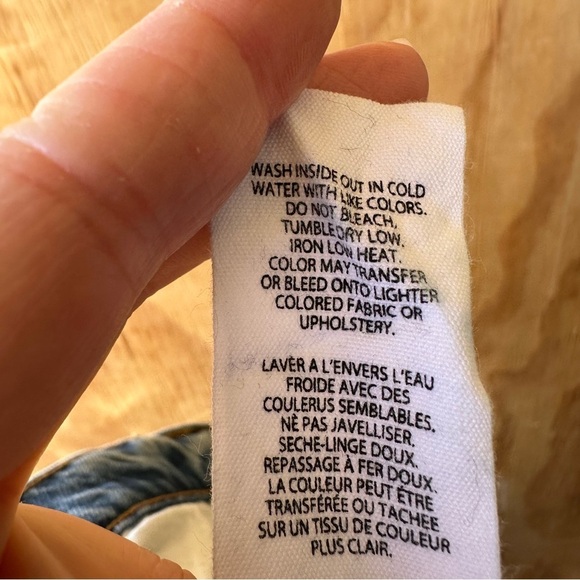 WASH INSIDE OUT IN COLD
WATER WITH LIKE COLORS.
DO NOT BLEACH.
TUMBLE DRY LOW.
IRON LOW HEAT.
COLOR MAY TRANSFER
OR BLEED ONTO LIGHTER
COLORED FABRIC OR
UPHOLSTERY.
LAVER A L'ENVERS L'EAU
FROIDE AVEC DES
COULERUS SEMBLABLES.
NÈ PAS JAVELLISER.
SECHE-LINGE DOUX.
REPASSAGE À FER DOUX.
LA COULEUR PEUT ÊTRE
TRANSFÉRÉE OU TACHEE
SUR UN TISSU DE COULEUR
PLUS CLAIR.